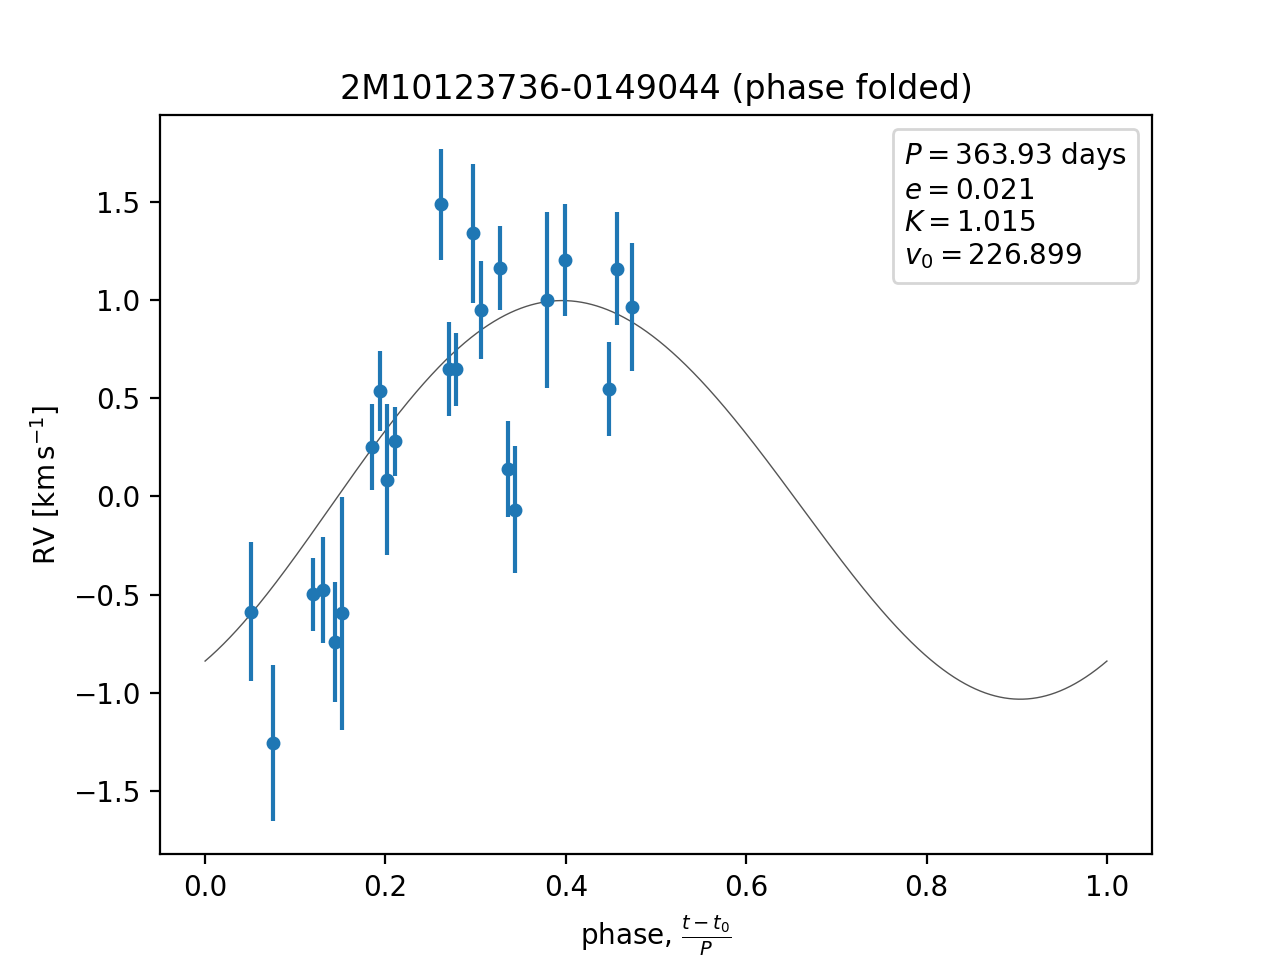 2M10123736-0149044 (phase folded)
P = 363.93 days
e = 0.021
K = 1.015
v₀ = 226.899
RV [km s⁻¹]
1.5
1.0
0.5
0.0
−0.5
−1.0
−1.5
0.0 0.2 0.4 0.6 0.8 1.0
phase, (t − t₀)/P